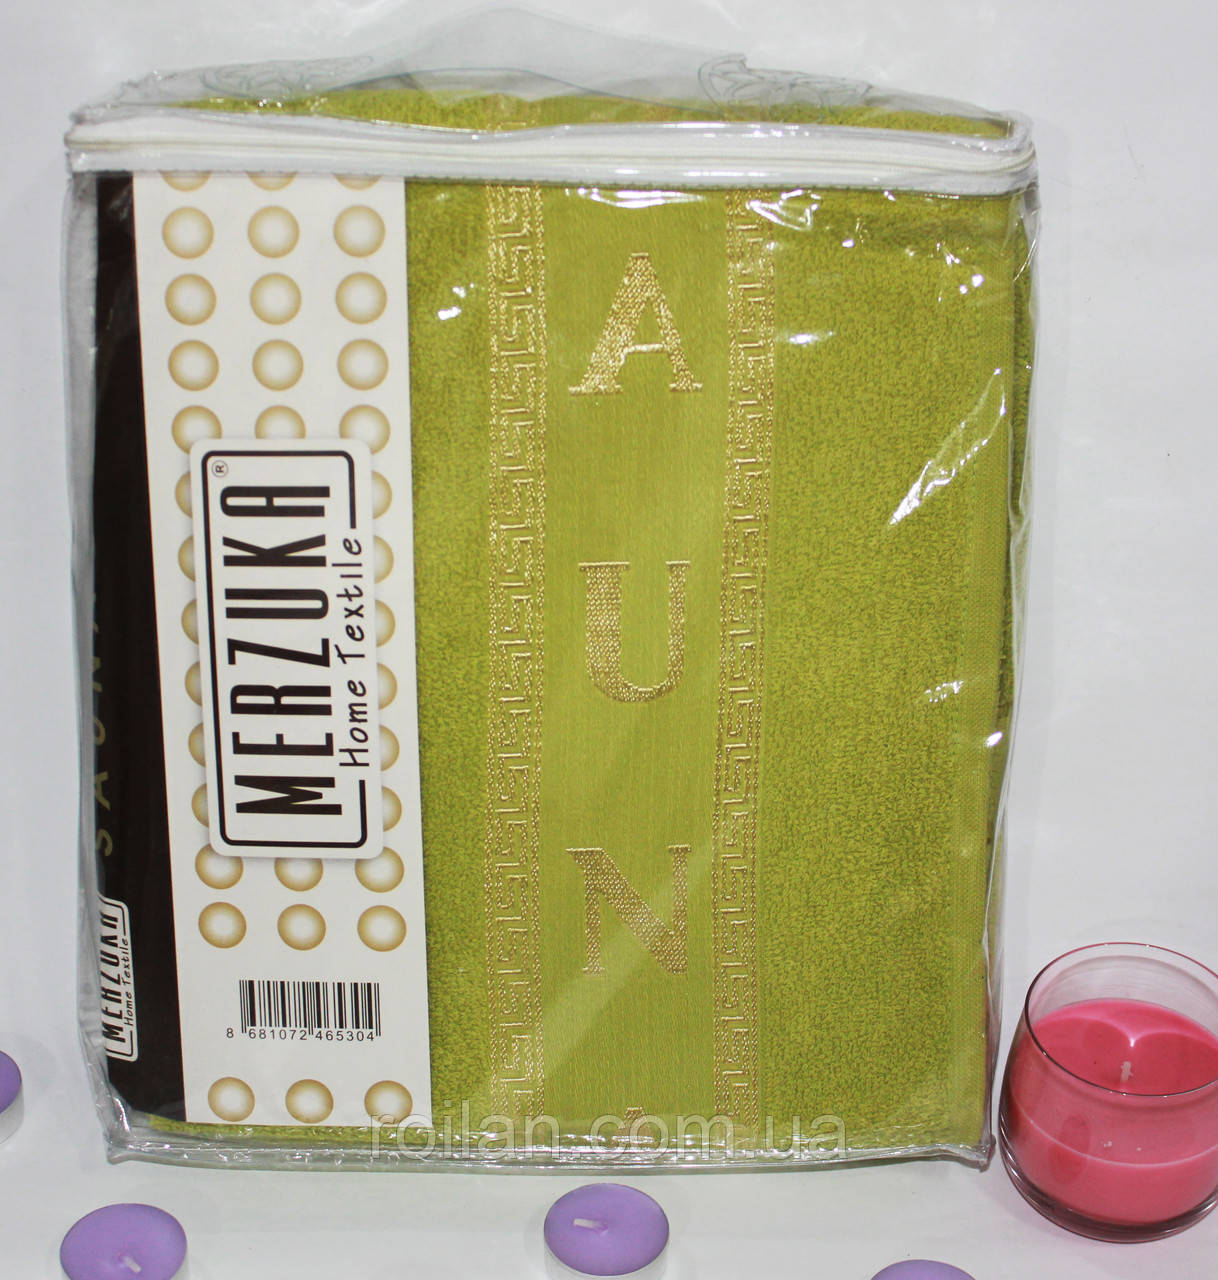 MERZUKA®
Home Textile
SAUNA
MERZUKA
Home Textile
8 681072 465304
A
U
N
roilan.com.ua